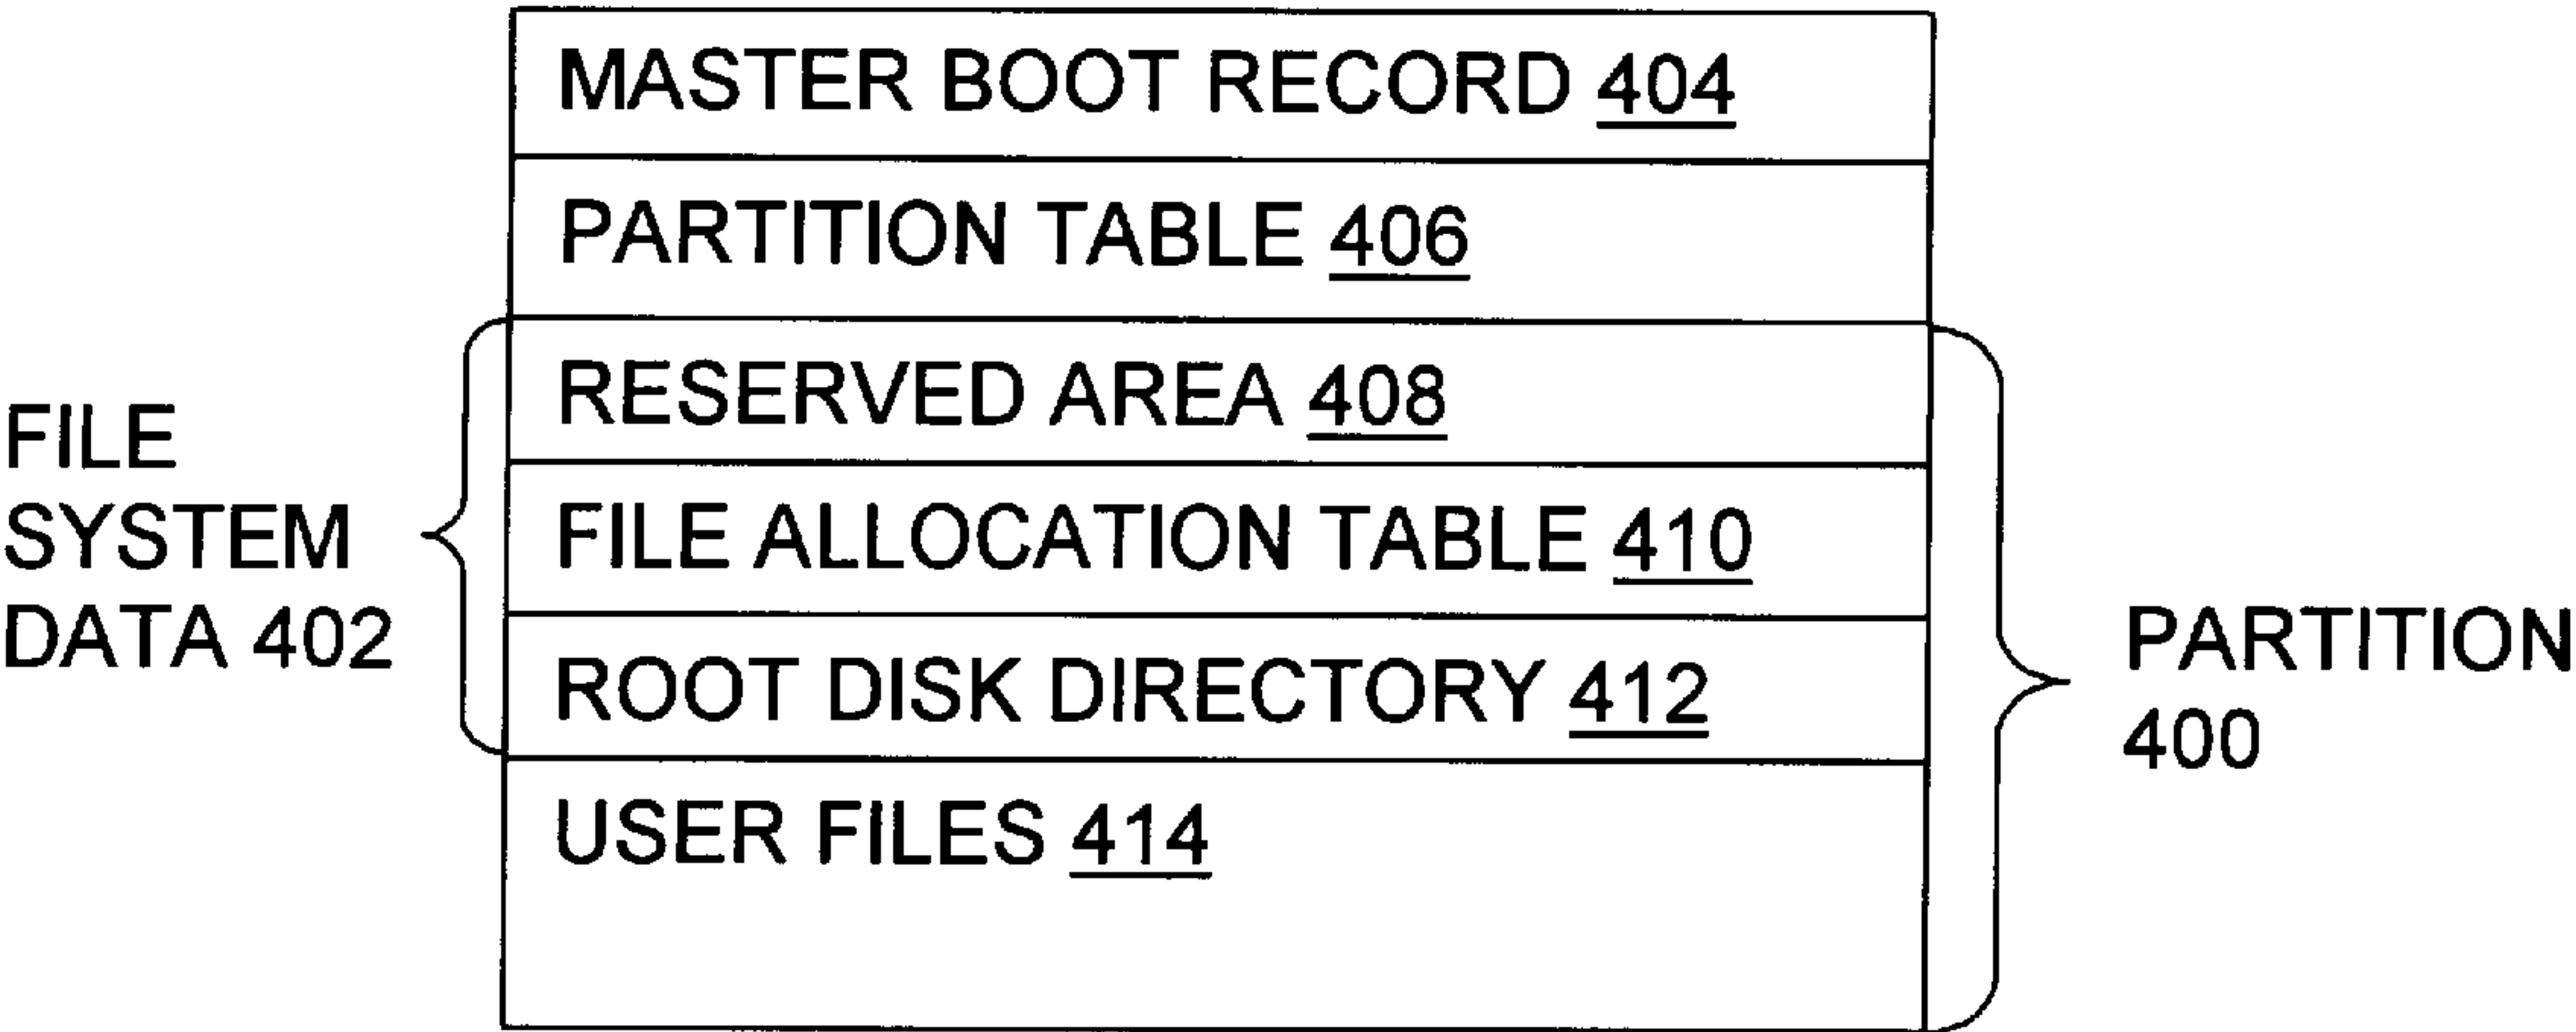 MASTER BOOT RECORD 404
PARTITION TABLE 406
RESERVED AREA 408
FILE ALLOCATION TABLE 410
ROOT DISK DIRECTORY 412
USER FILES 414
FILE
SYSTEM
DATA 402
PARTITION
400